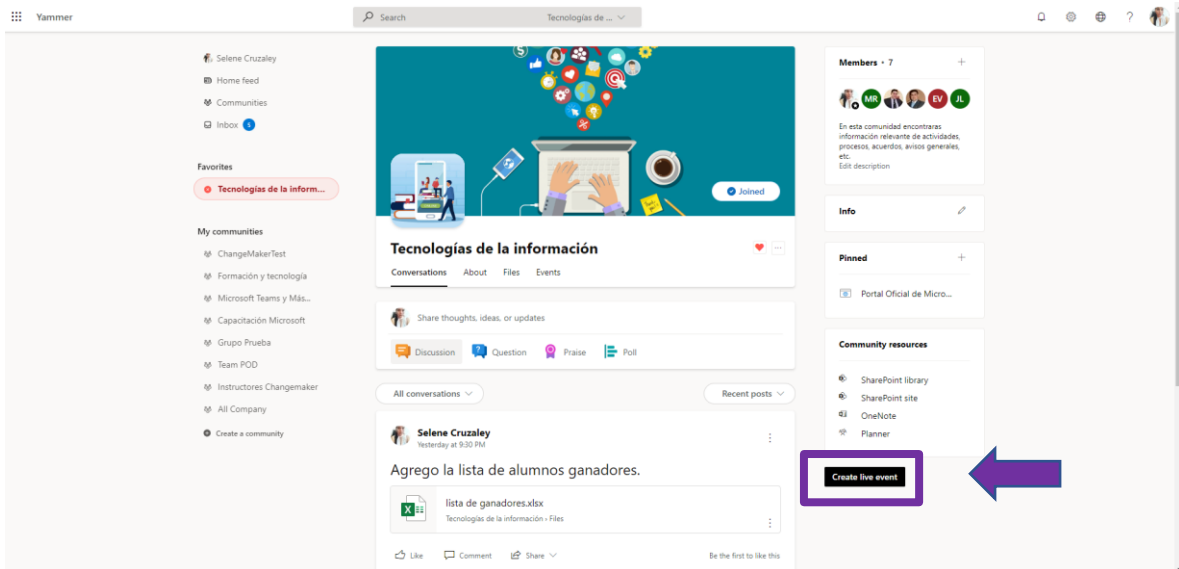 Yammer
Search
Tecnologías de ...
?
Selene Cruzaley
Home feed
Communities
Inbox 5
Favorites
Tecnologías de la inform...
My communities
ChangeMakerTest
Formación y tecnología
Microsoft Teams y Más...
Capacitación Microsoft
Grupo Prueba
Team POD
Instructores Changemaker
All Company
Create a community
Joined
Tecnologías de la información
Conversations About Files Events
Share thoughts, ideas, or updates
Discussion Question Praise Poll
All conversations Recent posts
Selene Cruzaley
Yesterday at 9:30 PM
Agrego la lista de alumnos ganadores.
lista de ganadores.xlsx
Tecnologías de la información › Files
Like Comment Share Be the first to like this
Members • 7
MR EV JL
En esta comunidad encontraras
información relevante de actividades,
procesos, acuerdos, avisos generales,
etc.
Edit description
Info
Pinned
Portal Oficial de Micro...
Community resources
SharePoint library
SharePoint site
OneNote
Planner
Create live event